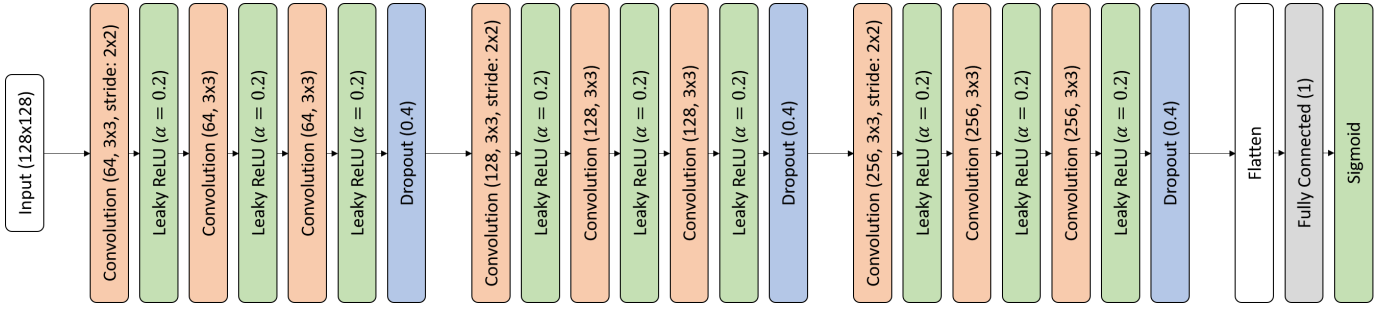 Input (128x128)
Convolution (64, 3x3, stride: 2x2)
Leaky ReLU (α = 0.2)
Convolution (64, 3x3)
Leaky ReLU (α = 0.2)
Convolution (64, 3x3)
Leaky ReLU (α = 0.2)
Dropout (0.4)
Convolution (128, 3x3, stride: 2x2)
Leaky ReLU (α = 0.2)
Convolution (128, 3x3)
Leaky ReLU (α = 0.2)
Convolution (128, 3x3)
Leaky ReLU (α = 0.2)
Dropout (0.4)
Convolution (256, 3x3, stride: 2x2)
Leaky ReLU (α = 0.2)
Convolution (256, 3x3)
Leaky ReLU (α = 0.2)
Convolution (256, 3x3)
Leaky ReLU (α = 0.2)
Dropout (0.4)
Flatten
Fully Connected (1)
Sigmoid